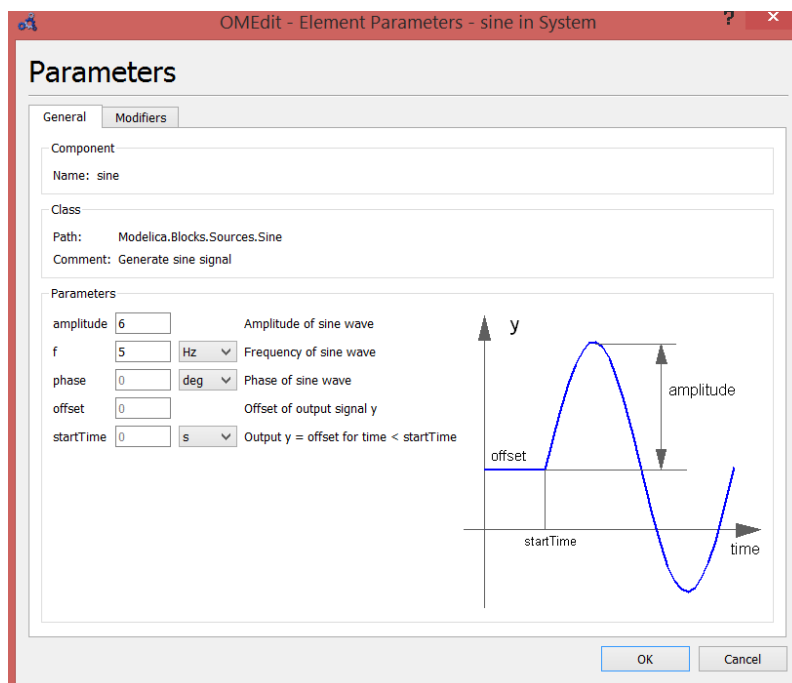 OMEdit - Element Parameters - sine in System ? ×
Parameters
General Modifiers
Component
Name: sine
Class
Path: Modelica.Blocks.Sources.Sine
Comment: Generate sine signal
Parameters
amplitude 6 Amplitude of sine wave
f 5 Hz Frequency of sine wave
phase 0 deg Phase of sine wave
offset 0 Offset of output signal y
startTime 0 s Output y = offset for time < startTime
y
amplitude
offset
startTime
time
OK Cancel